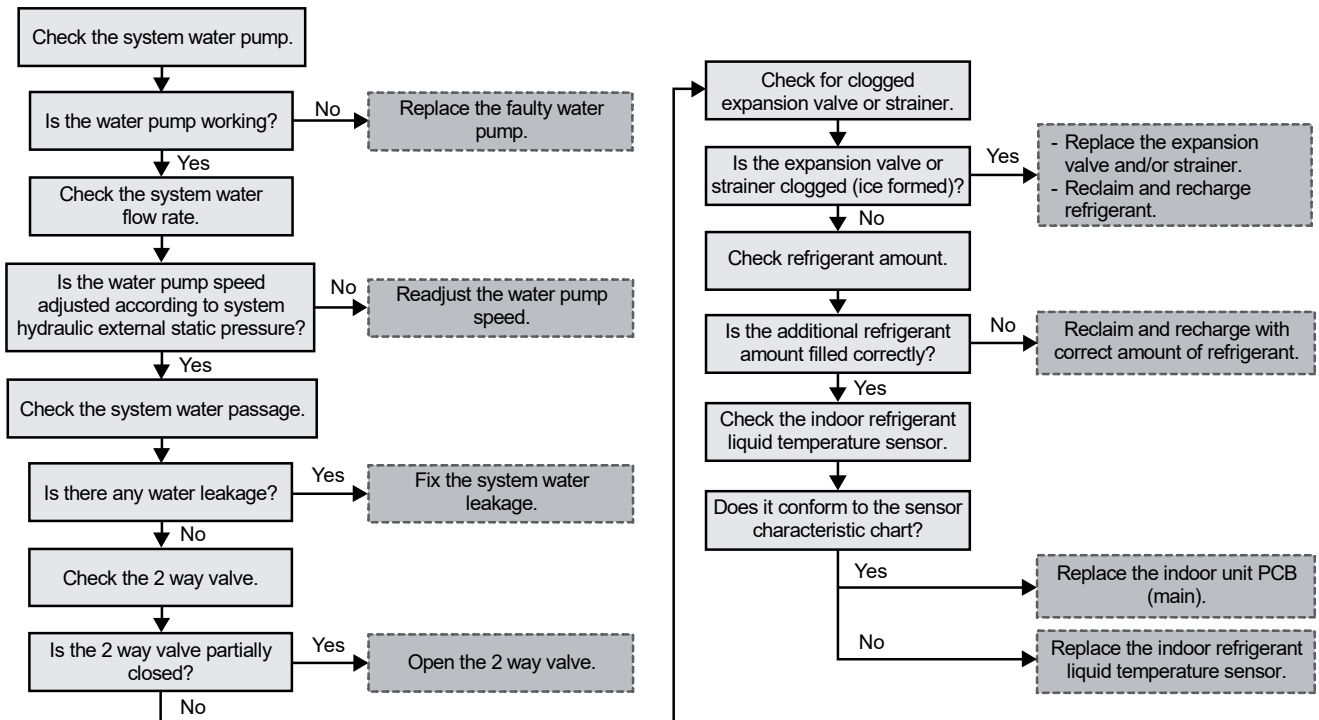 Check the system water pump.
Is the water pump working?
No
Replace the faulty water
pump.
Yes
Check the system water
flow rate.
Is the water pump speed
adjusted according to system
hydraulic external static pressure?
No
Readjust the water pump
speed.
Yes
Check the system water passage.
Is there any water leakage?
Yes
Fix the system water
leakage.
No
Check the 2 way valve.
Is the 2 way valve partially
closed?
Yes
Open the 2 way valve.
No
Check for clogged
expansion valve or strainer.
Is the expansion valve or
strainer clogged (ice formed)?
Yes
- Replace the expansion
valve and/or strainer.
- Reclaim and recharge
refrigerant.
No
Check refrigerant amount.
Is the additional refrigerant
amount filled correctly?
No
Reclaim and recharge with
correct amount of refrigerant.
Yes
Check the indoor refrigerant
liquid temperature sensor.
Does it conform to the sensor
characteristic chart?
Yes
Replace the indoor unit PCB
(main).
No
Replace the indoor refrigerant
liquid temperature sensor.